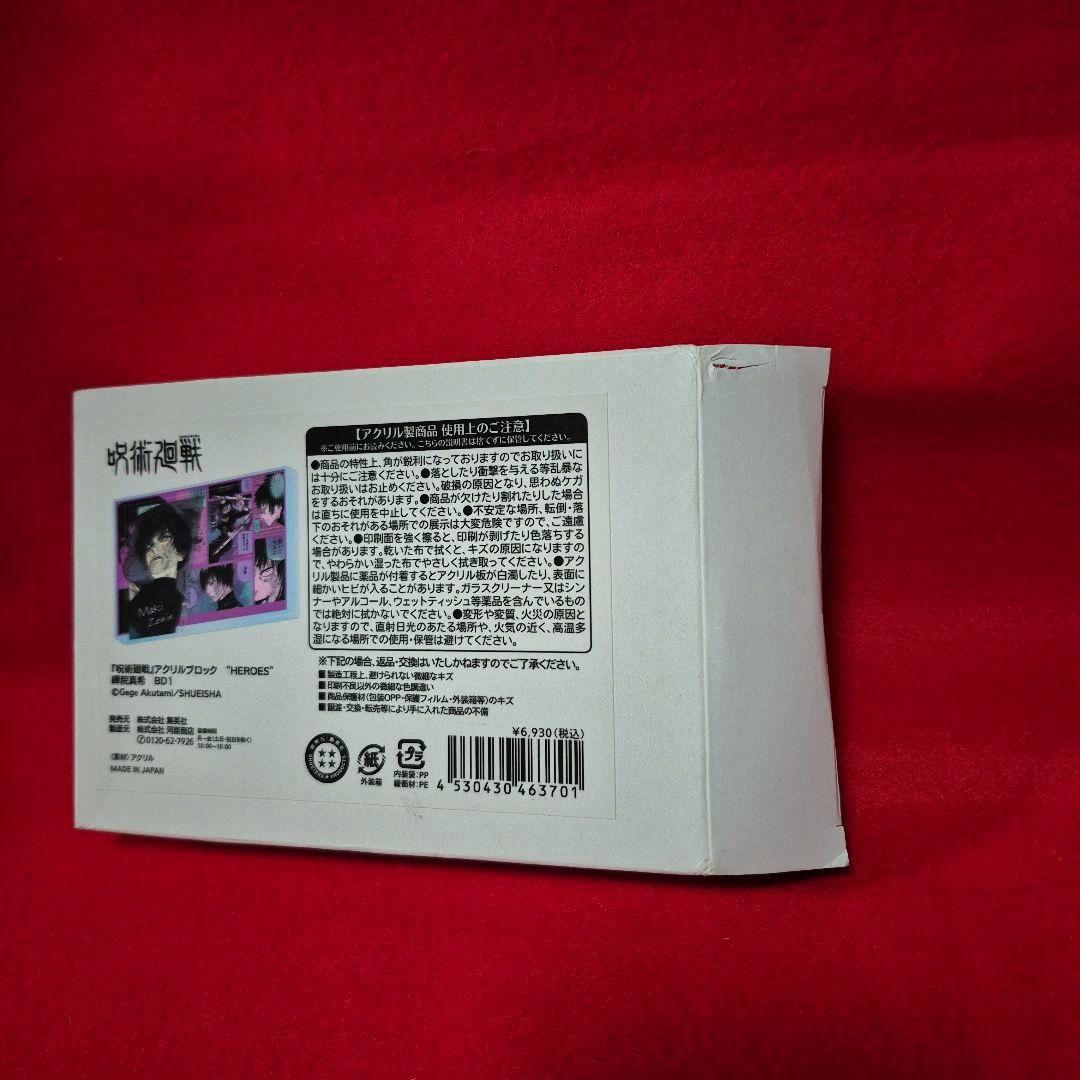 呪術廻戦
Maki
Zenin
『呪術廻戦』アクリルブロック “HEROES”
禪院真希 BD1
©Gege Akutami/SHUEISHA
発売元 株式会社 集英社
製造元 株式会社 河原商店
✆0120-62-7926
営業時間
月〜金(土日・祝日を除く)
10:00〜16:00
〈素材〉アクリル
MADE IN JAPAN
【アクリル製商品 使用上のご注意】
※ご使用前にお読みください。こちらの説明書は捨てずに保管してください。
●商品の特性上、角が鋭利になっておりますのでお取り扱いに
は十分にご注意ください。●落としたり衝撃を与える等乱暴な
お取り扱いはお止めください。破損の原因となり、思わぬケガ
をするおそれがあります。●商品が欠けたり割れたりした場合
は直ちに使用を中止してください。●不安定な場所、転倒・落
下のおそれがある場所での展示は大変危険ですので、ご遠慮
ください。●印刷面を強く擦ると、印刷が剥げたり色落ちする
場合があります。乾いた布で拭くと、キズの原因になりますの
で、やわらかい湿った布でやさしく拭き取ってください。●アク
リル製品に薬品が付着するとアクリル板が白濁したり、表面に
細かいヒビが入ることがあります。ガラスクリーナー又はシン
ナーやアルコール、ウェットティッシュ等薬品を含んでいるもの
では絶対に拭かないでください。●変形や変質、火災の原因と
なりますので、直射日光のあたる場所や、火気の近く、高温多
湿になる場所での使用・保管は避けてください。
※下記の場合、返品・交換はいたしかねますのでご了承ください。
■製造工程上、避けられない微細なキズ
■印刷不良以外の微細な色調違い
■商品保護材(包装OPP・保護フィルム・外装箱等)のキズ
■譲渡・交換・転売等により手に入れた商品の不備
¥6,930(税込)
紙
外装箱
プラ
内装袋:PP
緩衝材:PE
4 530430 463701